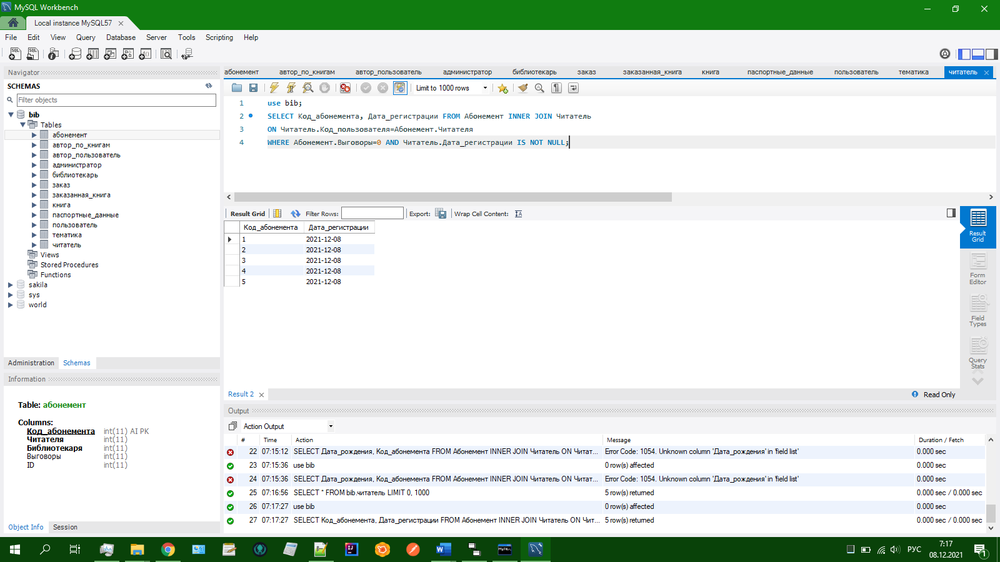 MySQL Workbench
Local instance MySQL57
File Edit View Query Database Server Tools Scripting Help
Navigator
SCHEMAS
Filter objects
bib
Tables
абонемент
автор_по_книгам
автор_пользователь
администратор
библиотекарь
заказ
заказанная_книга
книга
паспортные_данные
пользователь
тематика
читатель
Views
Stored Procedures
Functions
sakila
sys
world
Administration Schemas
Information
Table: абонемент
Columns:
Код_абонемента int(11) AI PK
Читателя int(11)
Библиотекаря int(11)
Выговоры int(11)
ID int(11)
Object Info Session
абонемент автор_по_книгам автор_пользователь администратор библиотекарь заказ заказанная_книга книга паспортные_данные пользователь тематика читатель
Limit to 1000 rows
1 use bib;
2 SELECT Код_абонемента, Дата_регистрации FROM Абонемент INNER JOIN Читатель
3 ON Читатель.Код_пользователя=Абонемент.Читателя
4 WHERE Абонемент.Выговоры=0 AND Читатель.Дата_регистрации IS NOT NULL;
Result Grid Filter Rows: Export: Wrap Cell Content:
Код_абонемента Дата_регистрации
1 2021-12-08
2 2021-12-08
3 2021-12-08
4 2021-12-08
5 2021-12-08
Result Grid
Form Editor
Field Types
Query Stats
Result 2
Read Only
Output
Action Output
# Time Action Message Duration / Fetch
22 07:15:12 SELECT Дата_рождения, Код_абонемента FROM Абонемент INNER JOIN Читатель ON Читат... Error Code: 1054. Unknown column 'Дата_рождения' in 'field list' 0.000 sec
23 07:15:36 use bib 0 row(s) affected 0.000 sec
24 07:15:36 SELECT Дата_рождения, Код_абонемента FROM Абонемент INNER JOIN Читатель ON Читат... Error Code: 1054. Unknown column 'Дата_рождения' in 'field list' 0.000 sec
25 07:16:56 SELECT * FROM bib.читатель LIMIT 0, 1000 5 row(s) returned 0.000 sec / 0.000 sec
26 07:17:27 use bib 0 row(s) affected 0.000 sec
27 07:17:27 SELECT Код_абонемента, Дата_регистрации FROM Абонемент INNER JOIN Читатель ON Чит... 5 row(s) returned 0.000 sec / 0.000 sec
РУС
7:17
08.12.2021
1